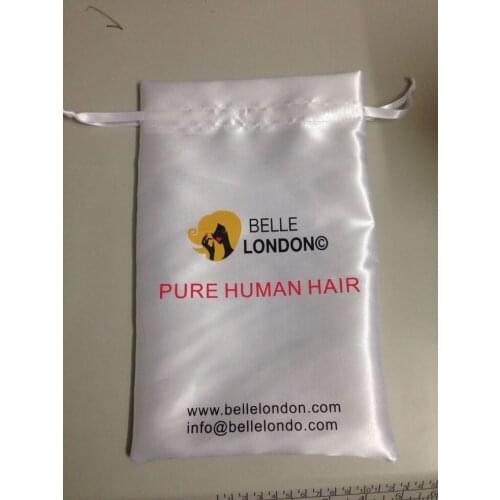 BELLE
LONDON©
PURE HUMAN HAIR
www.bellelondon.com
info@bellelondo.com